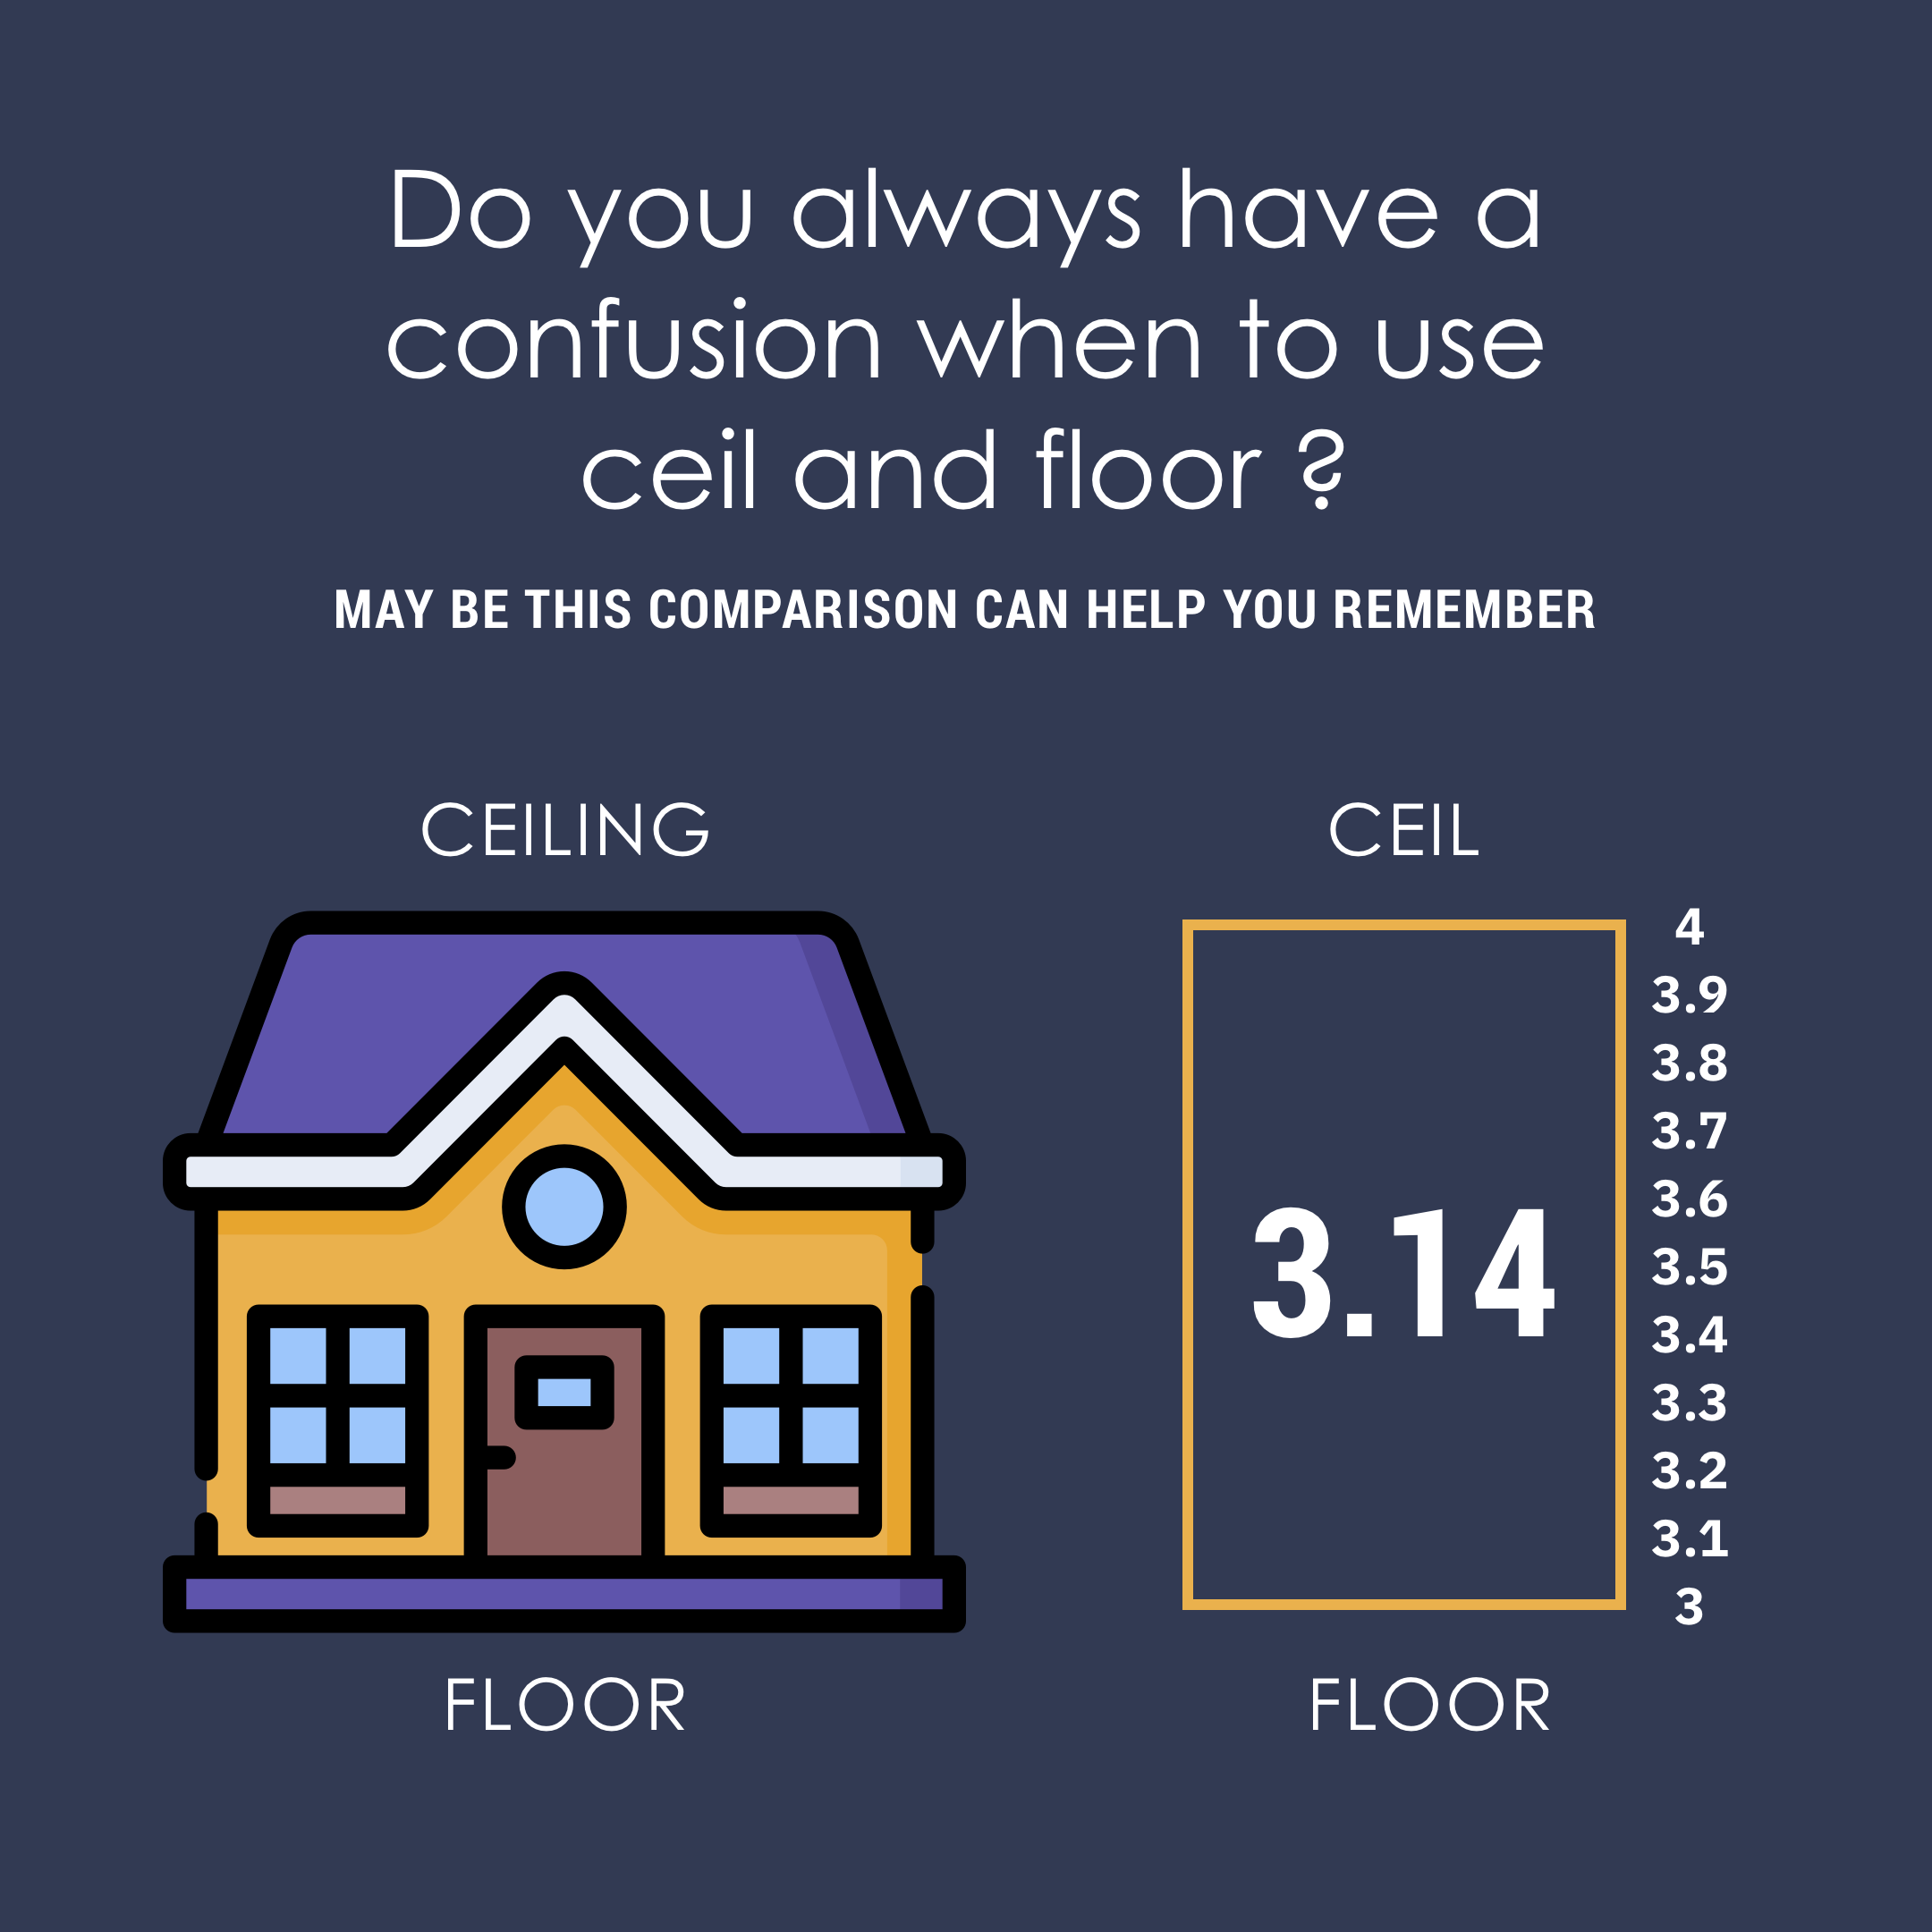 Do you always have a
confusion when to use
ceil and floor ?
MAY BE THIS COMPARISON CAN HELP YOU REMEMBER
CEILING
FLOOR
CEIL
3.14
4
3.9
3.8
3.7
3.6
3.5
3.4
3.3
3.2
3.1
3
FLOOR